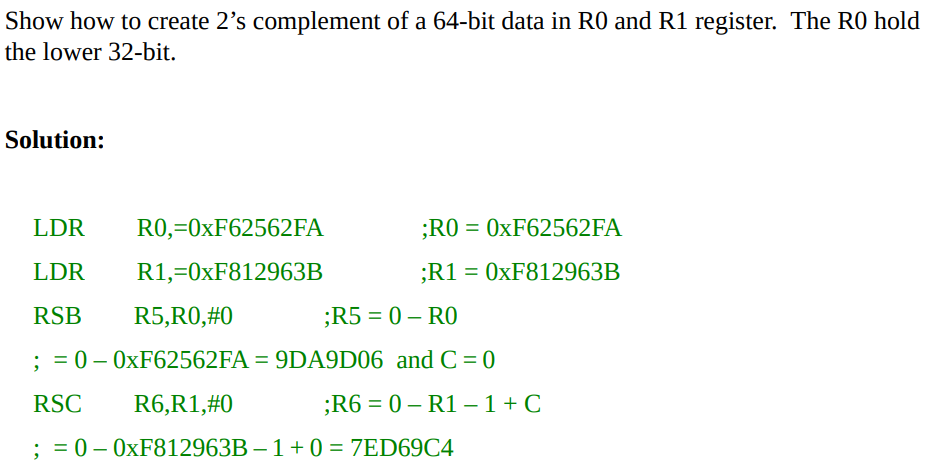 Show how to create 2’s complement of a 64-bit data in R0 and R1 register. The R0 hold
the lower 32-bit.
Solution:
LDR R0,=0xF62562FA ;R0 = 0xF62562FA
LDR R1,=0xF812963B ;R1 = 0xF812963B
RSB R5,R0,#0 ;R5 = 0 – R0
; = 0 – 0xF62562FA = 9DA9D06 and C = 0
RSC R6,R1,#0 ;R6 = 0 – R1 – 1 + C
; = 0 – 0xF812963B – 1 + 0 = 7ED69C4